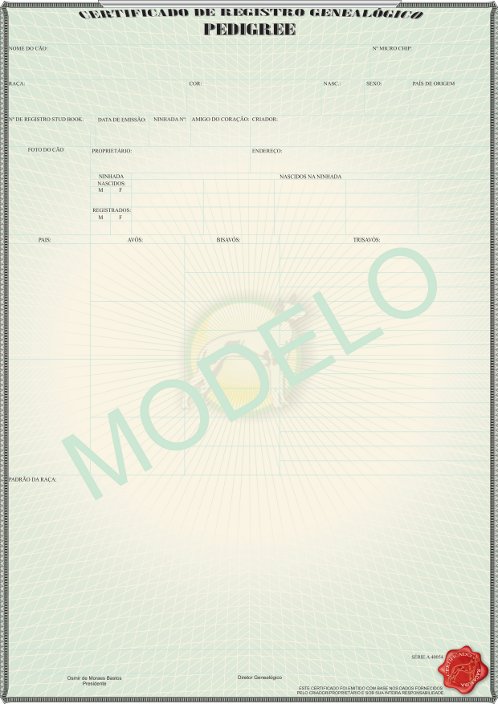 CERTIFICADO DE REGISTRO GENEALÓGICO
PEDIGREE
NOME DO CÃO: Nº MICRO CHIP:
RAÇA: COR: NASC.: SEXO: PAÍS DE ORIGEM
Nº DE REGISTRO STUD BOOK: DATA DE EMISSÃO: NINHADA Nº: AMIGO DO CORAÇÃO: CRIADOR:
FOTO DO CÃO PROPRIETÁRIO: ENDEREÇO:
NINHADA NASCIDOS NA NINHADA
NASCIDOS:
M F
REGISTRADOS:
M F
PAIS: AVÓS: BISAVÓS: TRISAVÓS:
MODELO
PADRÃO DA RAÇA:
SÉRIE A
Osmir de Moraes Bastos Diretor Genealógico
Presidente
ESTE CERTIFICADO FOI EMITIDO COM BASE NOS DADOS FORNECIDOS
PELO CRIADOR/PROPRIETÁRIO E SOB SUA INTEIRA RESPONSABILIDADE